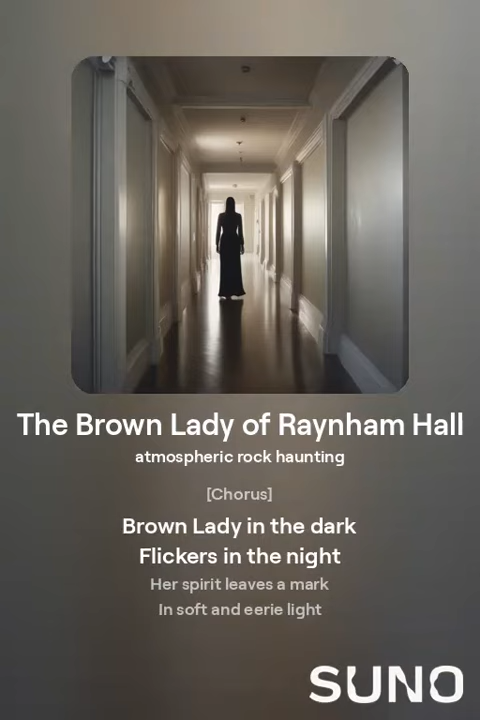 The Brown Lady of Raynham Hall
atmospheric rock haunting
[Chorus]
Brown Lady in the dark
Flickers in the night
Her spirit leaves a mark
In soft and eerie light
SUNO